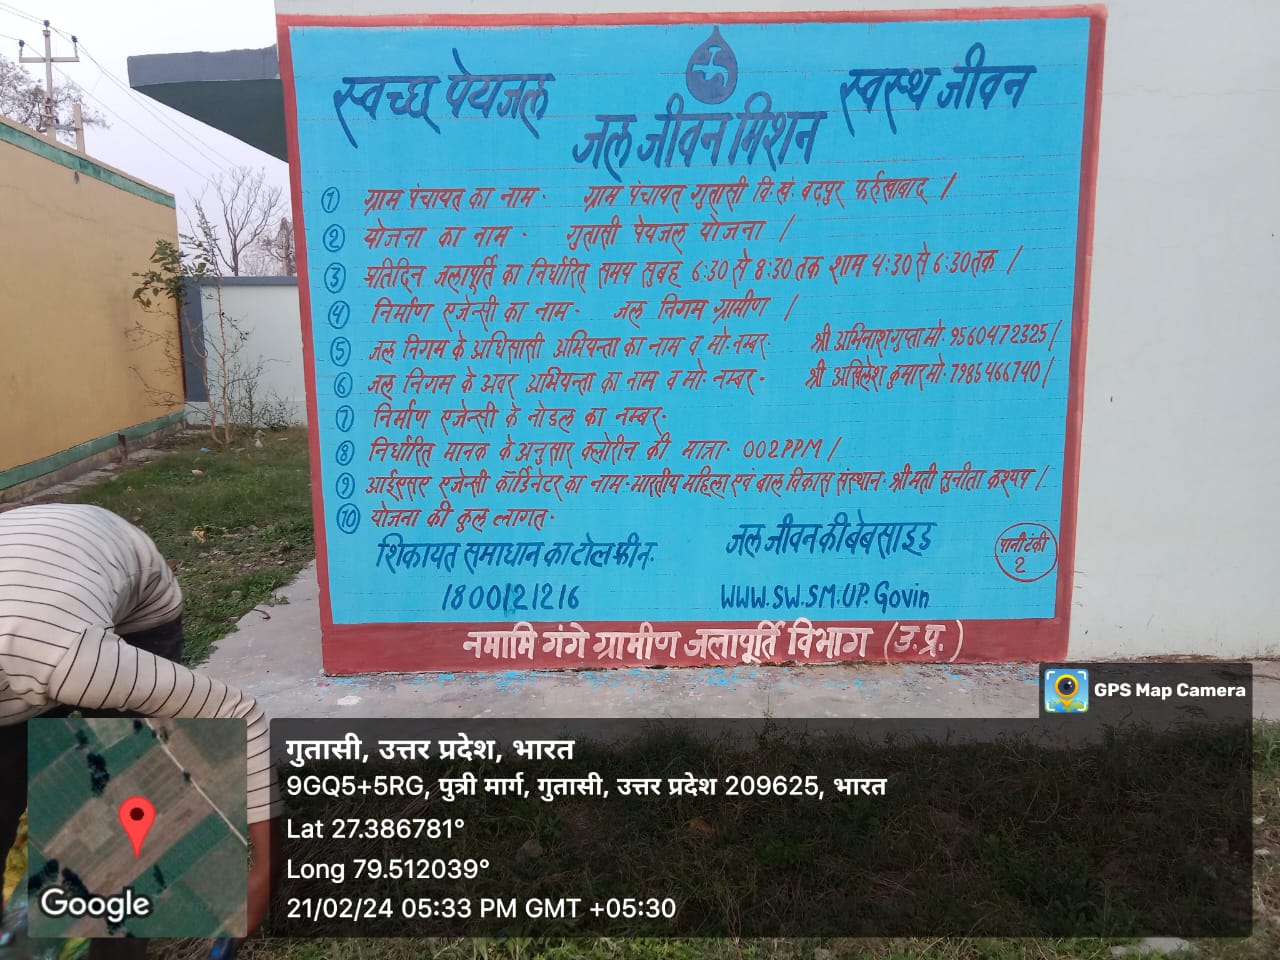 स्वच्छ पेयजल
स्वस्थ जीवन
जल जीवन मिशन
① ग्राम पंचायत का नाम - ग्राम पंचायत गुतासी वि॰खं॰ बढ़पुर फर्रुखाबाद /
② योजना का नाम - गुतासी पेयजल योजना /
③ प्रतिदिन जलापूर्ति का निर्धारित समय सुबह 6:30 से 8:30 तक शाम 4:30 से 6:30 तक /
④ निर्माण एजेन्सी का नाम - जल निगम ग्रामीण /
⑤ जल निगम के अधिसासी अभियन्ता का नाम व मो॰ नम्बर - श्री अभिनाश गुप्ता मो॰ 9560472325/
⑥ जल निगम के अवर अभियन्ता का नाम व मो॰ नम्बर - श्री अखिलेश कुमार मो॰ 7985466740/
⑦ निर्माण एजेन्सी के नोडल का नम्बर -
⑧ निर्धारित मानक के अनुसार क्लोरीन की मात्रा - 002 PPM /
⑨ आईएसए एजेन्सी कॉर्डिनेटर का नाम - भारतीय महिला एवं बाल विकास संस्थान - श्रीमती सुनीता कश्यप /
⑩ योजना की कुल लागत -
शिकायत समाधान का टोल फ्री न॰
जल जीवन की बेबसाइड
1800121216
WWW.SW.SM.UP.Govin
पानी टंकी
2
नमामि गंगे ग्रामीण जलापूर्ति विभाग (उ.प्र.)
GPS Map Camera
गुतासी, उत्तर प्रदेश, भारत
9GQ5+5RG, पुत्री मार्ग, गुतासी, उत्तर प्रदेश 209625, भारत
Lat 27.386781°
Long 79.512039°
21/02/24 05:33 PM GMT +05:30
Google